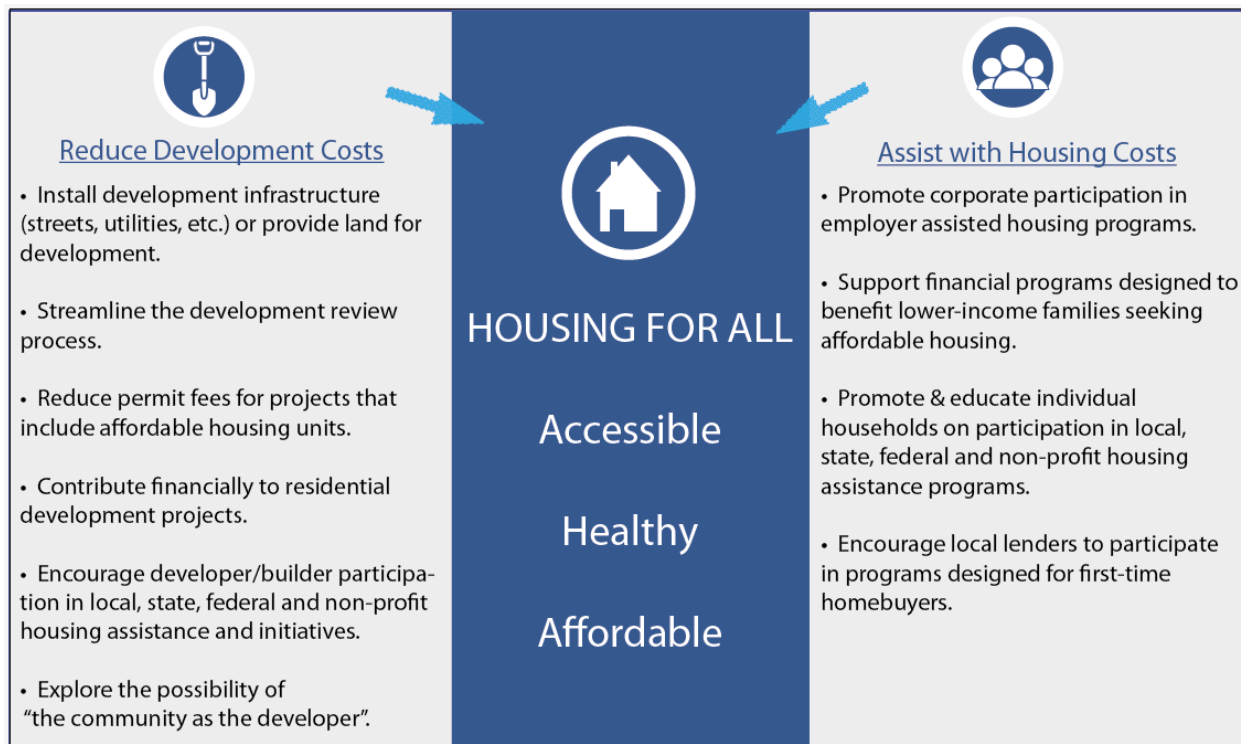 Reduce Development Costs
• Install development infrastructure
(streets, utilities, etc.) or provide land for
development.
• Streamline the development review
process.
• Reduce permit fees for projects that
include affordable housing units.
• Contribute financially to residential
development projects.
• Encourage developer/builder participa-
tion in local, state, federal and non-profit
housing assistance and initiatives.
• Explore the possibility of
“the community as the developer”.
HOUSING FOR ALL
Accessible
Healthy
Affordable
Assist with Housing Costs
• Promote corporate participation in
employer assisted housing programs.
• Support financial programs designed to
benefit lower-income families seeking
affordable housing.
• Promote & educate individual
households on participation in local,
state, federal and non-profit housing
assistance programs.
• Encourage local lenders to participate
in programs designed for first-time
homebuyers.